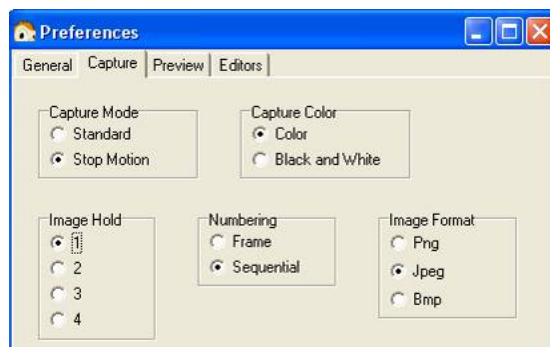 Preferences
General Capture Preview Editors
Capture Mode
Standard
Stop Motion
Capture Color
Color
Black and White
Image Hold
1
2
3
4
Numbering
Frame
Sequential
Image Format
Png
Jpeg
Bmp